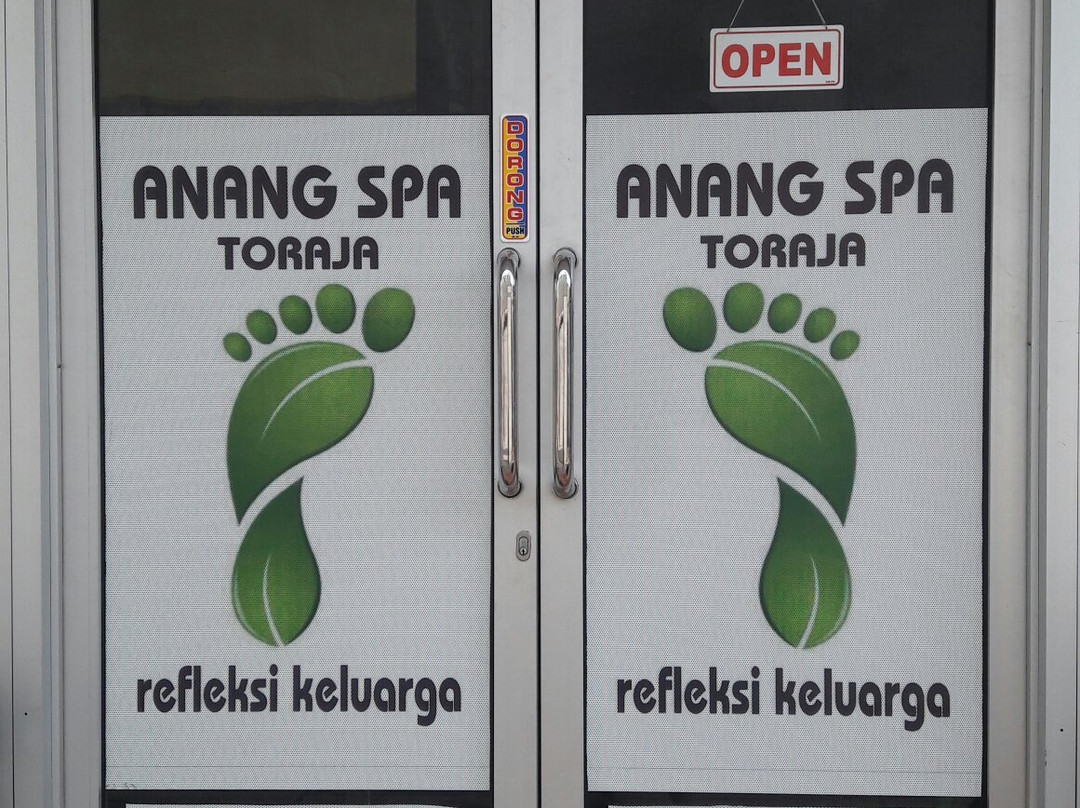 OPEN
DORONG
PUSH
ANANG SPA
TORAJA
refleksi keluarga
ANANG SPA
TORAJA
refleksi keluarga